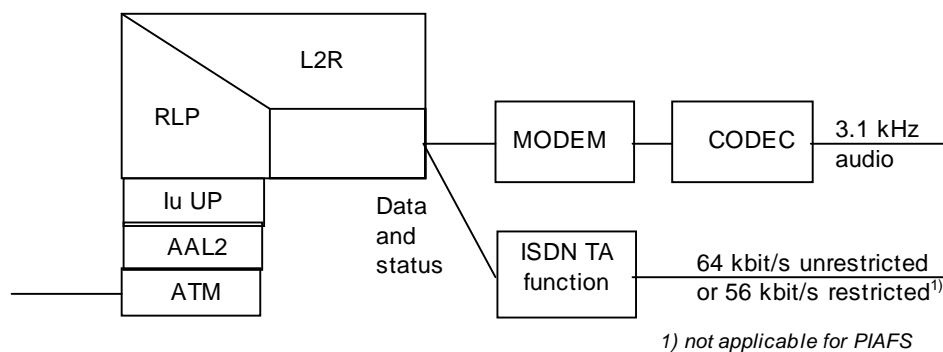 L2R
RLP
MODEM
CODEC
3.1 kHz
audio
Iu UP
AAL2
ATM
Data
and
status
ISDN TA
function
64 kbit/s unrestricted
or 56 kbit/s restricted1)
1) not applicable for PIAFS